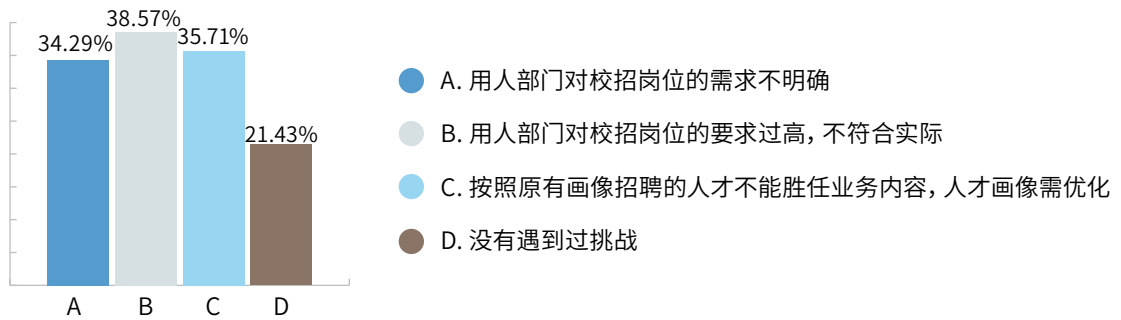 38.57%
34.29%
35.71%
21.43%
A B C D
A. 用人部门对校招岗位的需求不明确
B. 用人部门对校招岗位的要求过高, 不符合实际
C. 按照原有画像招聘的人才不能胜任业务内容, 人才画像需优化
D. 没有遇到过挑战